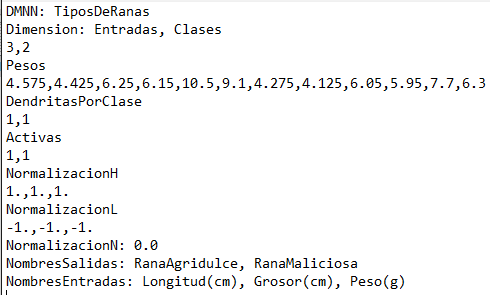 DMNN: TiposDeRanas
Dimension: Entradas, Clases
3,2
Pesos
4.575,4.425,6.25,6.15,10.5,9.1,4.275,4.125,6.05,5.95,7.7,6.3
DendritasPorClase
1,1
Activas
1,1
NormalizacionH
1.,1.,1.
NormalizacionL
-1.,-1.,-1.
NormalizacionN: 0.0
NombresSalidas: RanaAgridulce, RanaMaliciosa
NombresEntradas: Longitud(cm), Grosor(cm), Peso(g)